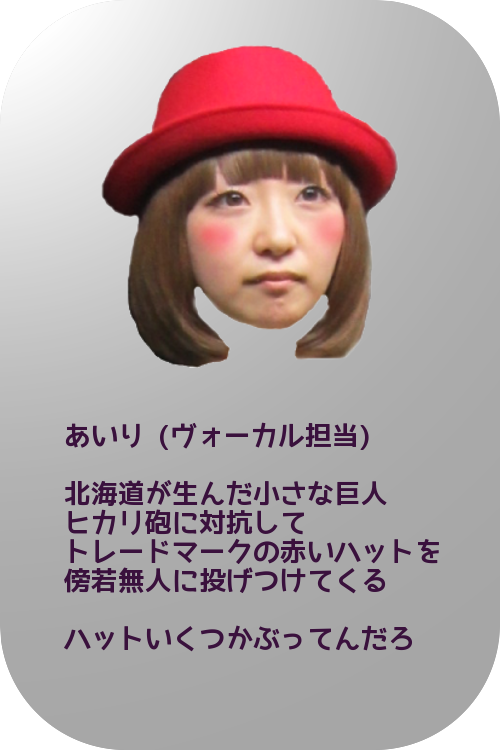 あいり (ヴォーカル担当)
北海道が生んだ小さな巨人
ヒカリ砲に対抗して
トレードマークの赤いハットを
傍若無人に投げつけてくる
ハットいくつかぶってんだろ